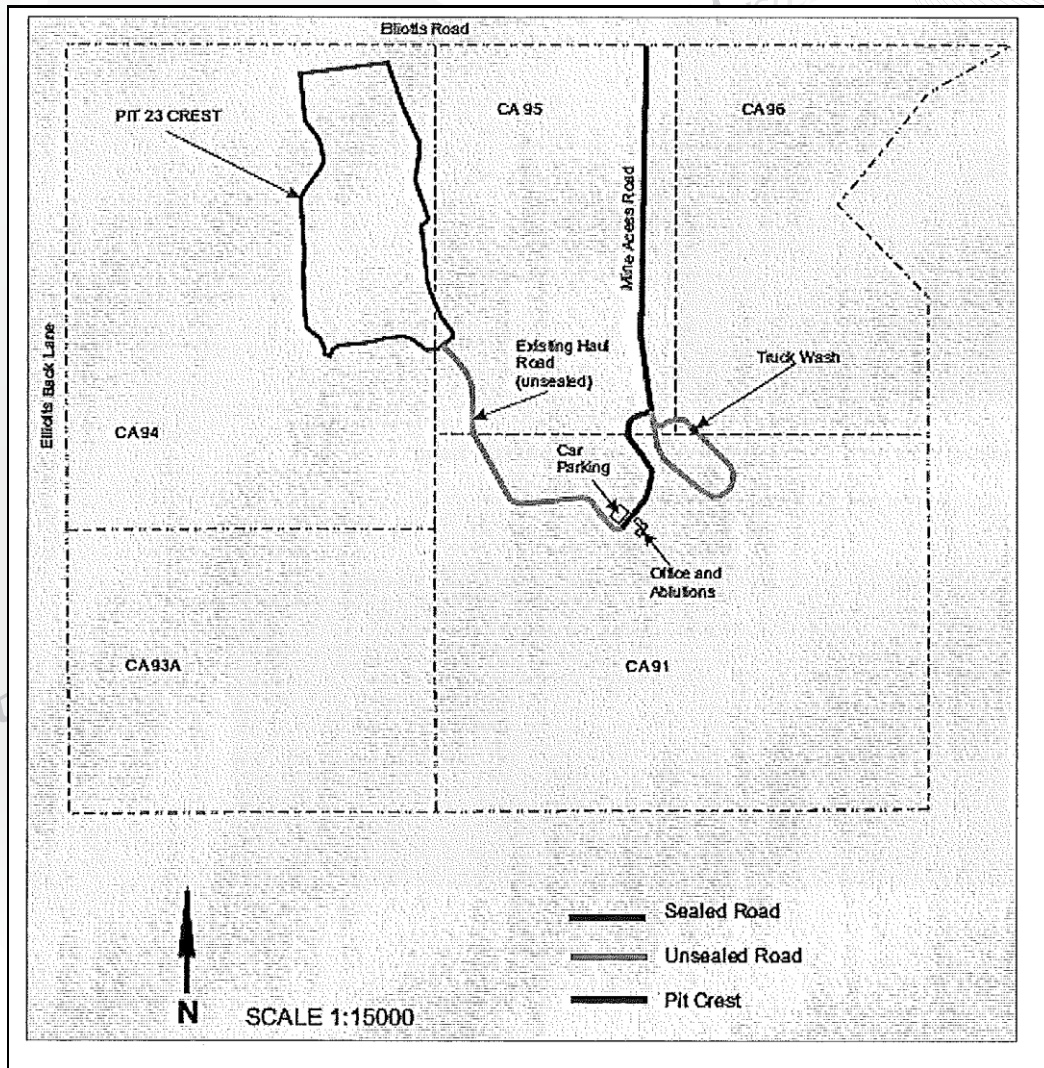 Elliotts Road
PIT 23 CREST
CA 95
CA 96
Mine Acess Road
Elliotts Back Lane
Existing Haul
Road
(unsealed)
Truck Wash
CA94
Car
Parking
Office and
Ablutions
CA93A
CA91
Sealed Road
Unsealed Road
Pit Crest
N
SCALE 1:15000